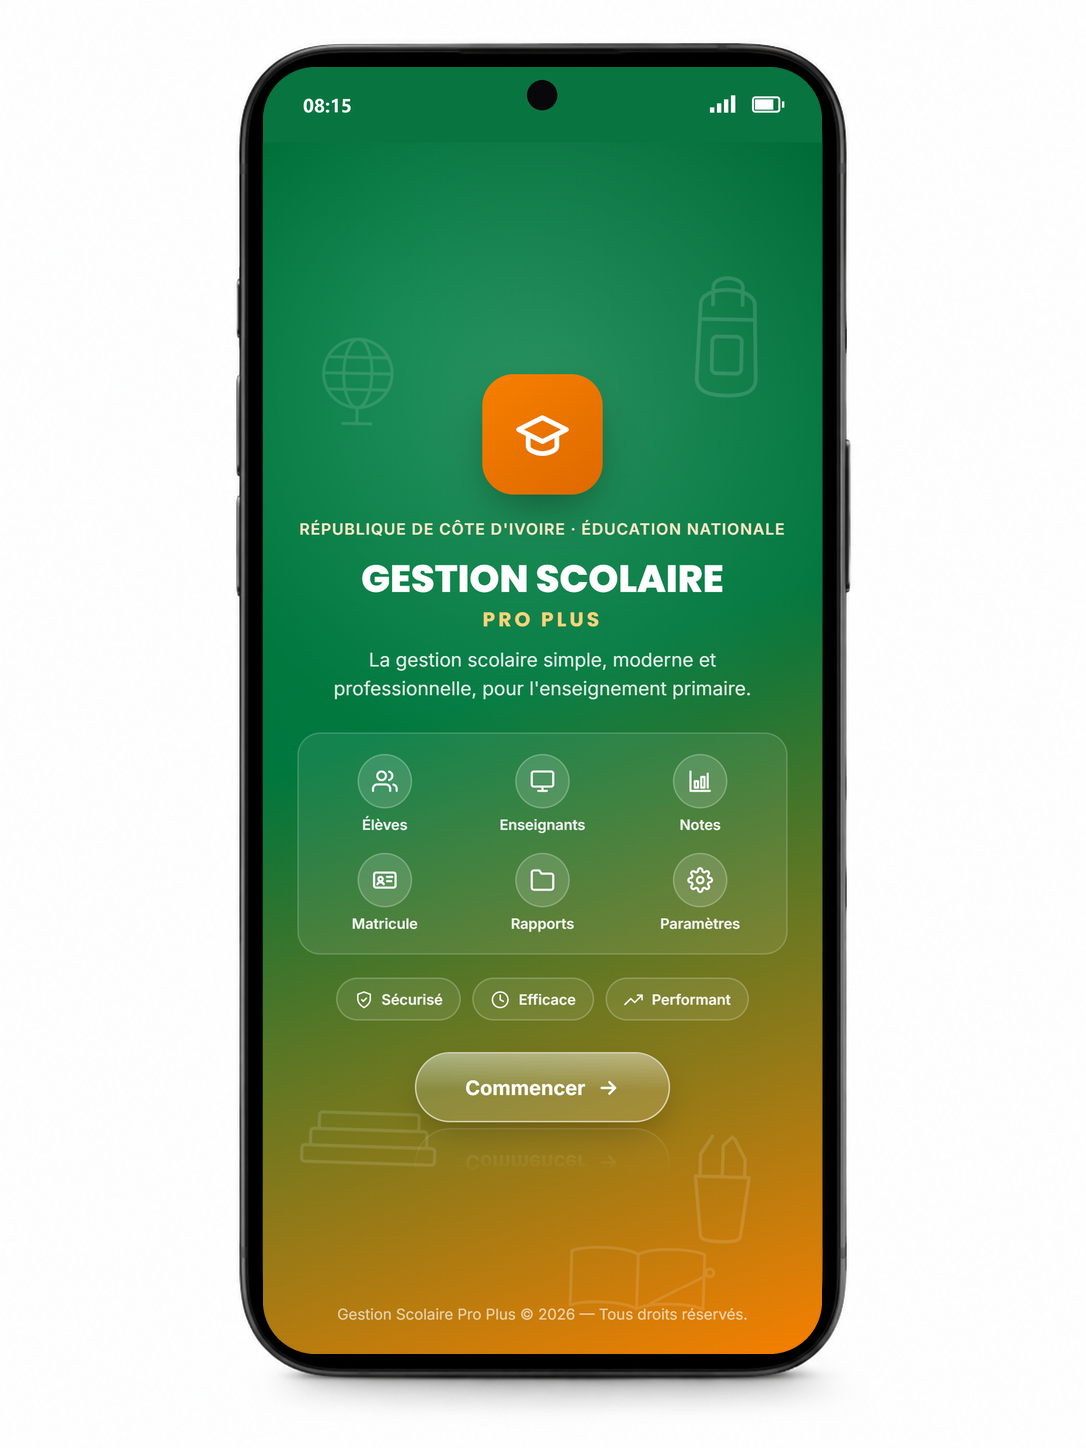 08:15
RÉPUBLIQUE DE CÔTE D'IVOIRE · ÉDUCATION NATIONALE
GESTION SCOLAIRE
PRO PLUS
La gestion scolaire simple, moderne et
professionnelle, pour l'enseignement primaire.
Élèves Enseignants Notes
Matricule Rapports Paramètres
Sécurisé Efficace Performant
Commencer →
Commencer →
Gestion Scolaire Pro Plus © 2026 — Tous droits réservés.